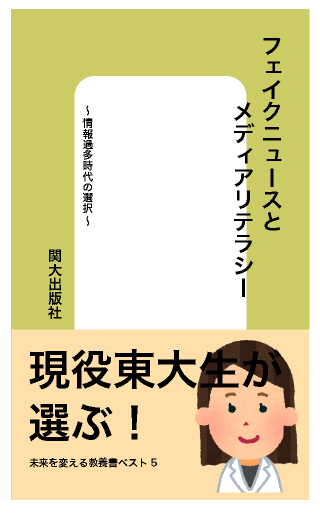 フェイクニュースと
メディアリテラシー
～情報過多時代の選択～
関大出版社
現役東大生が
選ぶ！
未来を変える教養書ベスト 5